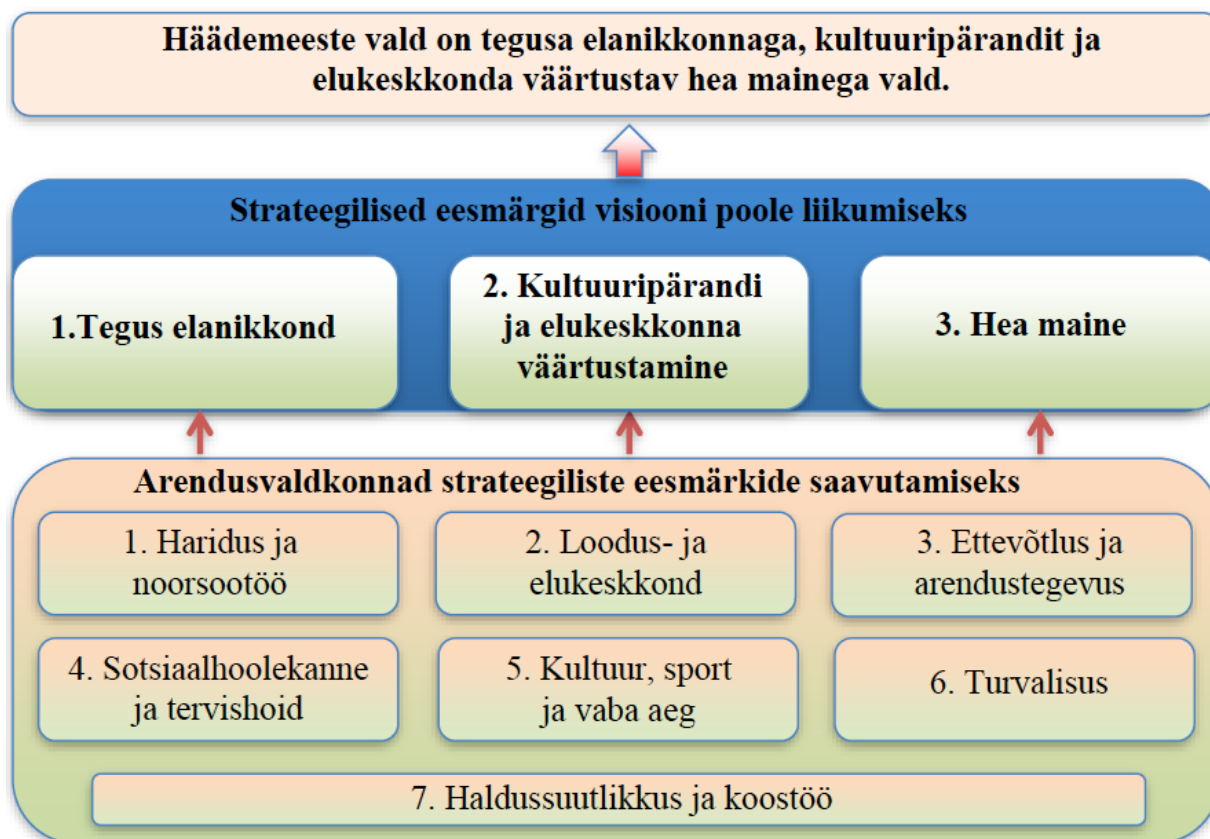 Häädemeeste vald on tegusa elanikkonnaga, kultuuripärandit ja
elukeskkonda väärtustav hea mainega vald.
Strateegilised eesmärgid visiooni poole liikumiseks
1.Tegus elanikkond
2. Kultuuripärandi
ja elukeskkonna
väärtustamine
3. Hea maine
Arendusvaldkonnad strateegiliste eesmärkide saavutamiseks
1. Haridus ja
noorsootöö
2. Loodus- ja
elukeskkond
3. Ettevõtlus ja
arendustegevus
4. Sotsiaalhoolekanne
ja tervishoid
5. Kultuur, sport
ja vaba aeg
6. Turvalisus
7. Haldussuutlikkus ja koostöö